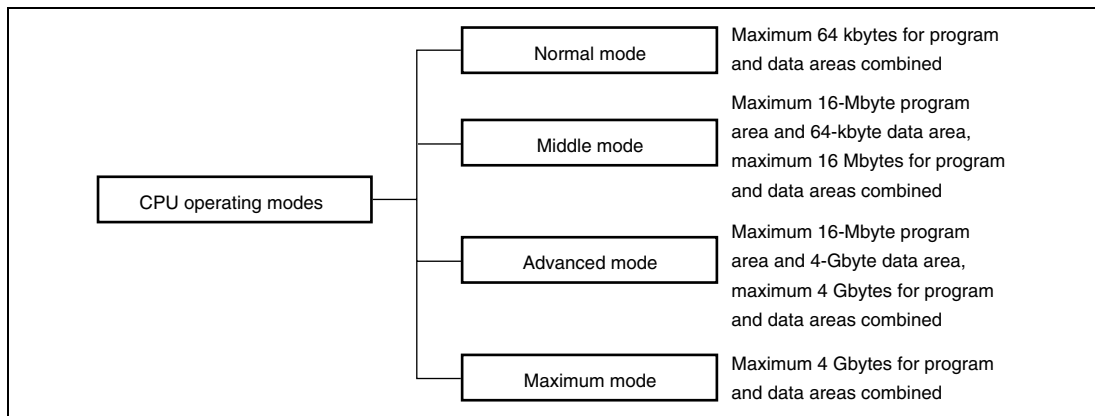 CPU operating modes
Normal mode
Maximum 64 kbytes for program
and data areas combined
Middle mode
Maximum 16-Mbyte program
area and 64-kbyte data area,
maximum 16 Mbytes for program
and data areas combined
Advanced mode
Maximum 16-Mbyte program
area and 4-Gbyte data area,
maximum 4 Gbytes for program
and data areas combined
Maximum mode
Maximum 4 Gbytes for program
and data areas combined